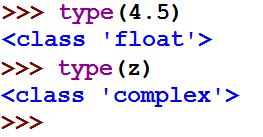 >>> type(4.5)
<class 'float'>
>>> type(z)
<class 'complex'>
>>>